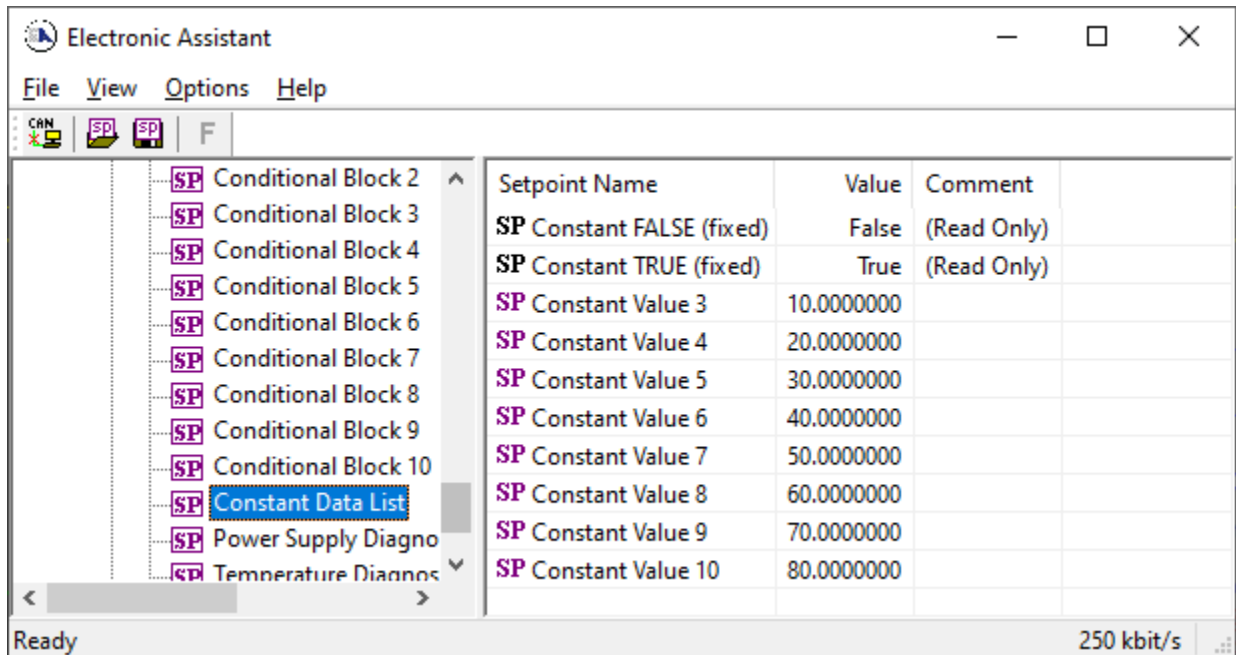 Electronic Assistant
File View Options Help
CAN SP SP F
SP Conditional Block 2
SP Conditional Block 3
SP Conditional Block 4
SP Conditional Block 5
SP Conditional Block 6
SP Conditional Block 7
SP Conditional Block 8
SP Conditional Block 9
SP Conditional Block 10
SP Constant Data List
SP Power Supply Diagno
SP Temperature Diagnos
Setpoint Name Value Comment
SP Constant FALSE (fixed) False (Read Only)
SP Constant TRUE (fixed) True (Read Only)
SP Constant Value 3 10.0000000
SP Constant Value 4 20.0000000
SP Constant Value 5 30.0000000
SP Constant Value 6 40.0000000
SP Constant Value 7 50.0000000
SP Constant Value 8 60.0000000
SP Constant Value 9 70.0000000
SP Constant Value 10 80.0000000
Ready 250 kbit/s